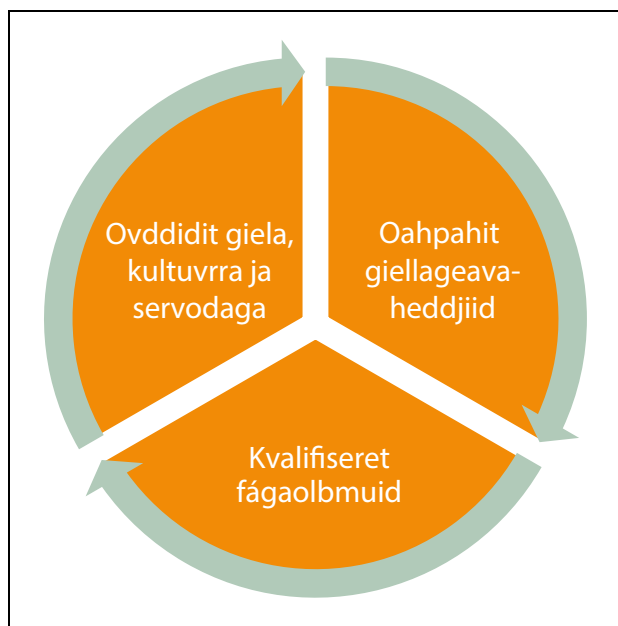 Ovddidit giela,
kultuvrra ja
servodaga
Oahpahit
giellageava-
heddjiid
Kvalifiseret
fágaolbmuid